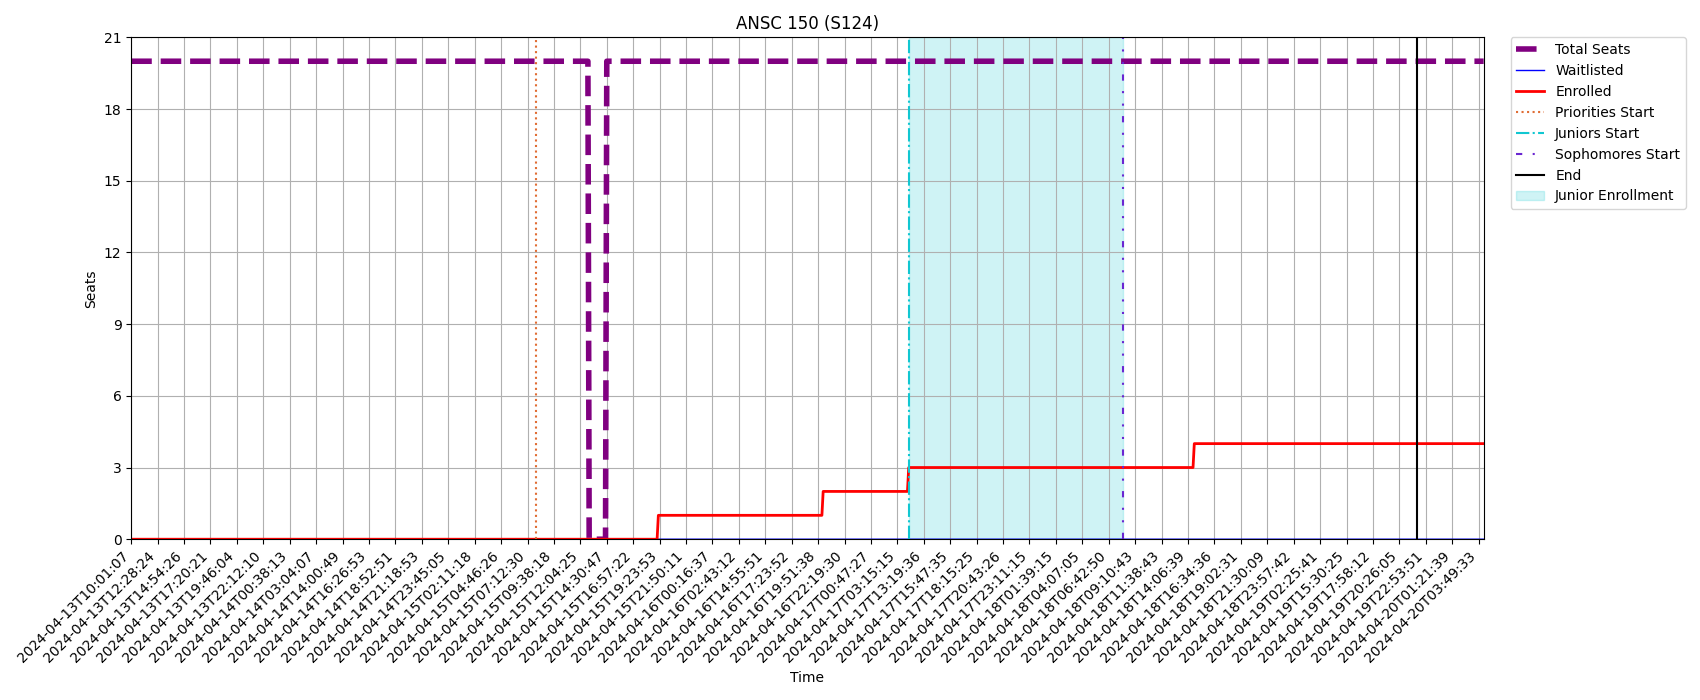 ANSC 150 (S124)
21
18
15
12
9
6
3
0
Seats
Total Seats
Waitlisted
Enrolled
Priorities Start
Juniors Start
Sophomores Start
End
Junior Enrollment
2024-04-13T10:01:07
2024-04-13T12:28:24
2024-04-13T14:54:26
2024-04-13T17:20:21
2024-04-13T19:46:04
2024-04-13T22:12:10
2024-04-14T00:38:13
2024-04-14T03:04:07
2024-04-14T14:00:49
2024-04-14T16:26:53
2024-04-14T18:52:51
2024-04-14T21:18:53
2024-04-14T23:45:05
2024-04-15T02:11:18
2024-04-15T04:46:26
2024-04-15T07:12:30
2024-04-15T09:38:18
2024-04-15T12:04:25
2024-04-15T14:30:47
2024-04-15T16:57:22
2024-04-15T19:23:53
2024-04-15T21:50:11
2024-04-16T00:16:37
2024-04-16T02:43:12
2024-04-16T14:55:51
2024-04-16T17:23:52
2024-04-16T19:51:38
2024-04-16T22:19:30
2024-04-17T00:47:27
2024-04-17T03:15:15
2024-04-17T13:19:36
2024-04-17T15:47:35
2024-04-17T18:15:25
2024-04-17T20:43:26
2024-04-17T23:11:15
2024-04-18T01:39:15
2024-04-18T04:07:05
2024-04-18T06:42:50
2024-04-18T09:10:43
2024-04-18T11:38:43
2024-04-18T14:06:39
2024-04-18T16:34:36
2024-04-18T19:02:31
2024-04-18T21:30:09
2024-04-18T23:57:42
2024-04-19T02:25:41
2024-04-19T15:30:25
2024-04-19T17:58:12
2024-04-19T20:26:05
2024-04-19T22:53:51
2024-04-20T01:21:39
2024-04-20T03:49:33
Time